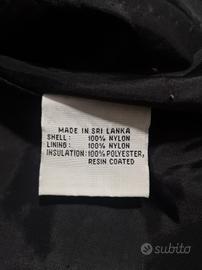 MADE IN SRI LANKA
SHELL: 100% NYLON
LINING: 100% NYLON
INSULATION: 100% POLYESTER,
RESIN COATED
subito